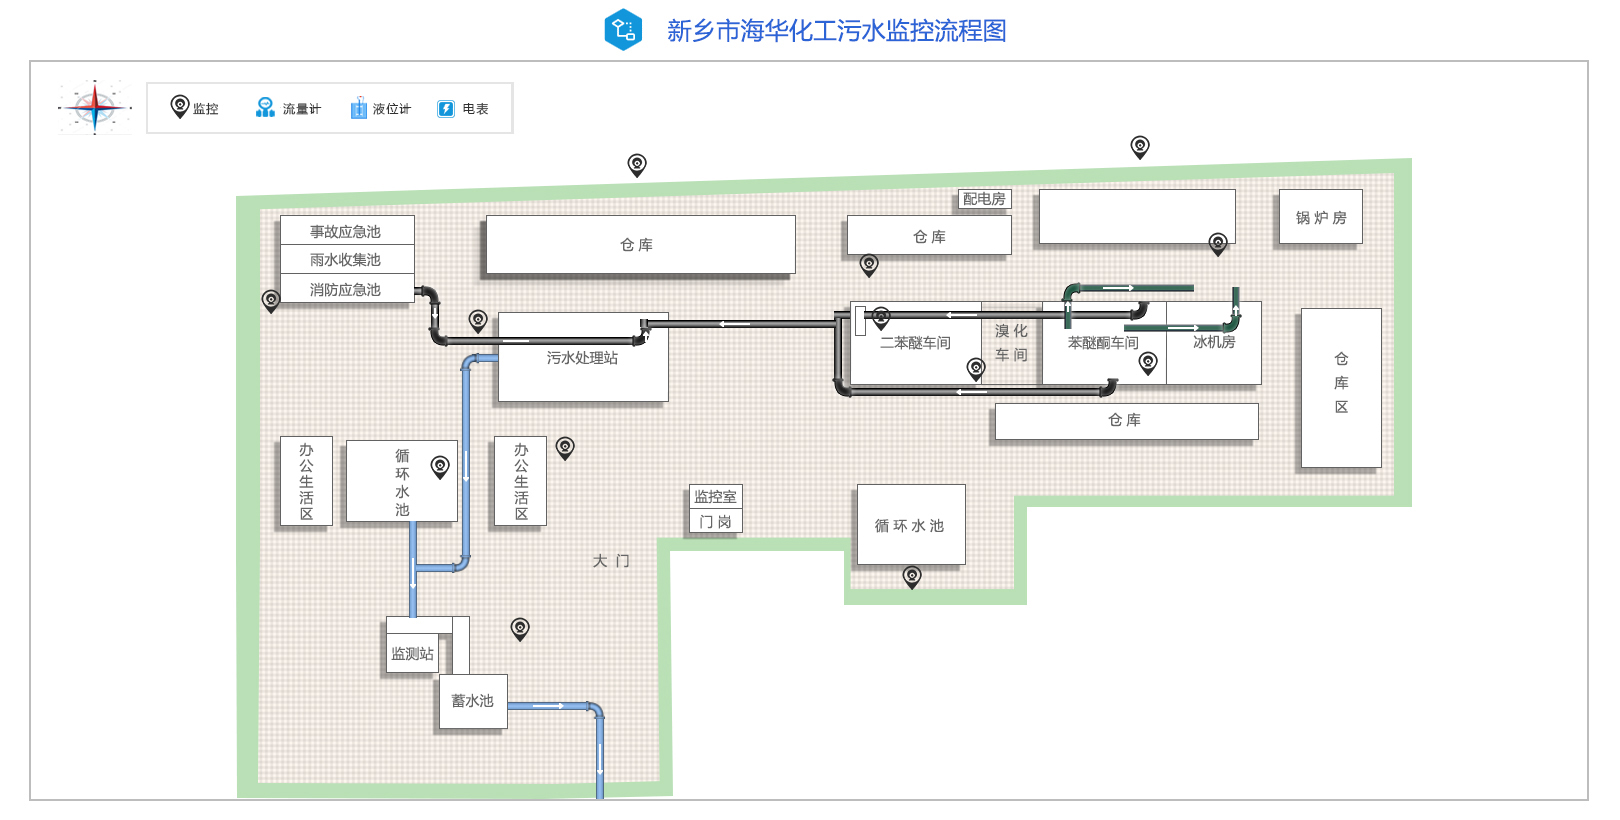 新乡市海华化工污水监控流程图
监控
流量计
液位计
电表
配电房
锅炉房
事故应急池
雨水收集池
消防应急池
仓库
仓库
二苯醚车间
溴化
车间
苯醚酮车间
冰机房
污水处理站
仓
库
区
仓库
办
公
生
活
区
循
环
水
池
办
公
生
活
区
监控室
门岗
循环水池
大门
监测站
蓄水池